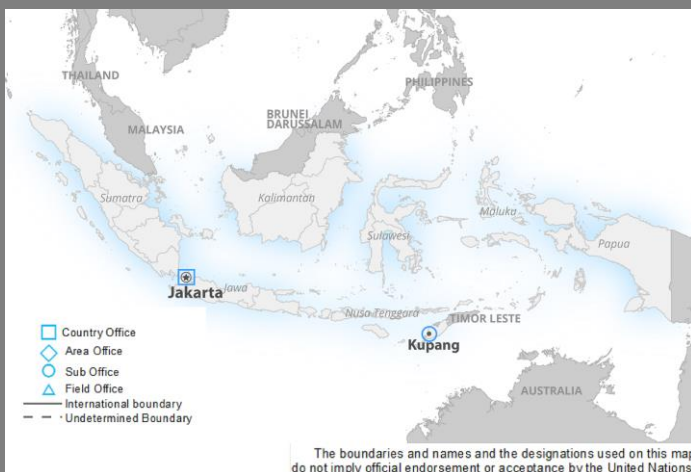 THAILAND
PHILIPPINES
BRUNEI
DARUSSALAM
MALAYSIA
Sumatra
Kalimantan
Maluka
Sulawesi
Papua
Jakarta
Jawa
Nusa Tenggara
TIMOR LESTE
Kupang
Country Office
Area Office
Sub Office
Field Office
International boundary
Undetermined Boundary
AUSTRALIA
The boundaries and names and the designations used on this map
do not imply official endorsement or acceptance by the United Nations.